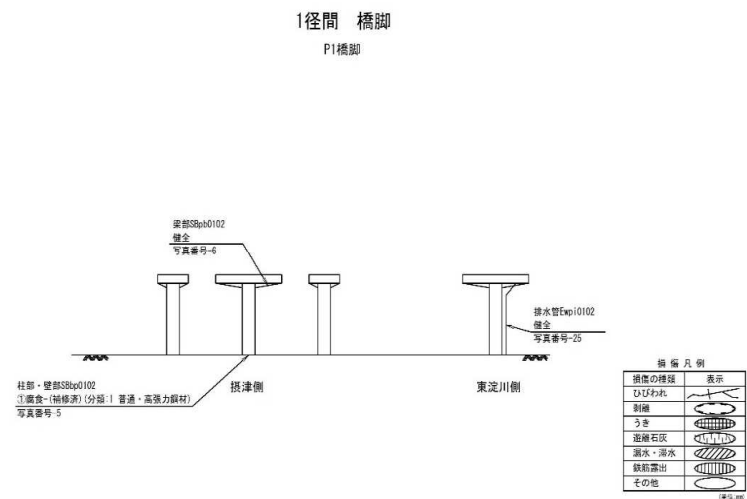 1径間　橋脚
P1橋脚
梁部SBpb0102
健全
写真番号-6
排水管Ewpi0102
健全
写真番号-25
柱部・壁部SBbp0102
①腐食-(補修済)(分類:1 普通・高張力鋼材)
写真番号-5
摂津側
東淀川側
損傷凡例
損傷の種類 表示
ひびわれ
剥離
うき
遊離石灰
漏水・滞水
鉄筋露出
その他
(単位:mm)